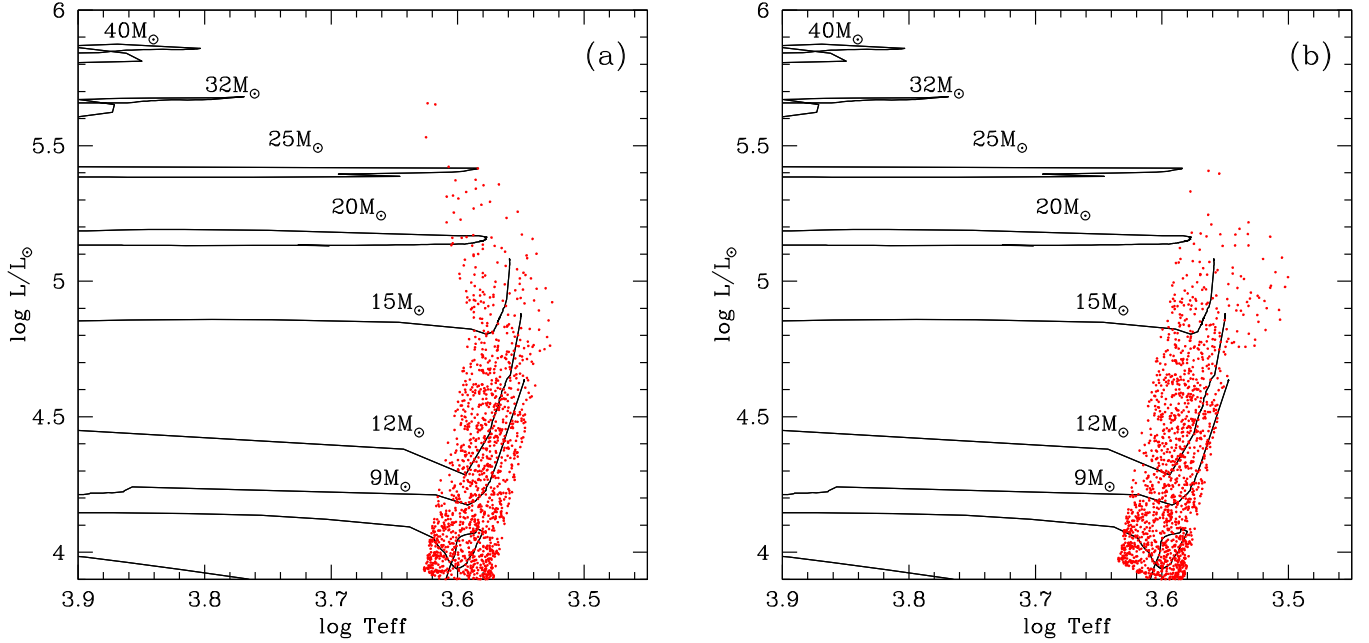 6
40M☉
(a)
32M☉
5.5
25M☉
20M☉
log L/L☉
5
15M☉
4.5
12M☉
9M☉
4
3.9
3.8
3.7
3.6
3.5
log Teff
6
40M☉
(b)
32M☉
5.5
25M☉
20M☉
log L/L☉
5
15M☉
4.5
12M☉
9M☉
4
3.9
3.8
3.7
3.6
3.5
log Teff